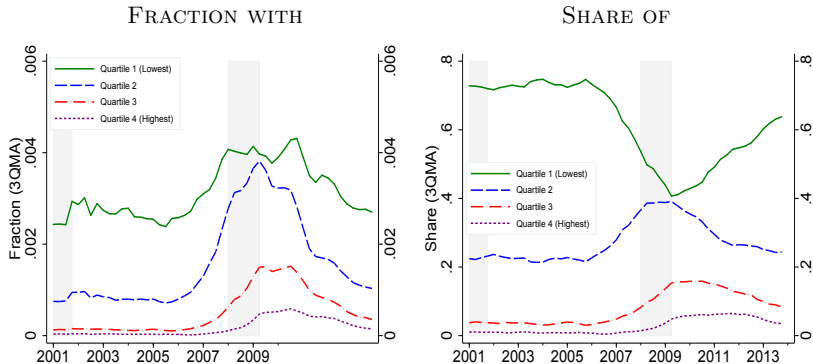 FRACTION WITH
.006
.004
.002
0
Fraction (3QMA)
Quartile 1 (Lowest)
Quartile 2
Quartile 3
Quartile 4 (Highest)
.006
.004
.002
0
2001 2003 2005 2007 2009
SHARE OF
.8
.6
.4
.2
0
Share (3QMA)
Quartile 1 (Lowest)
Quartile 2
Quartile 3
Quartile 4 (Highest)
.8
.6
.4
.2
0
2001 2003 2005 2007 2009 2011 2013